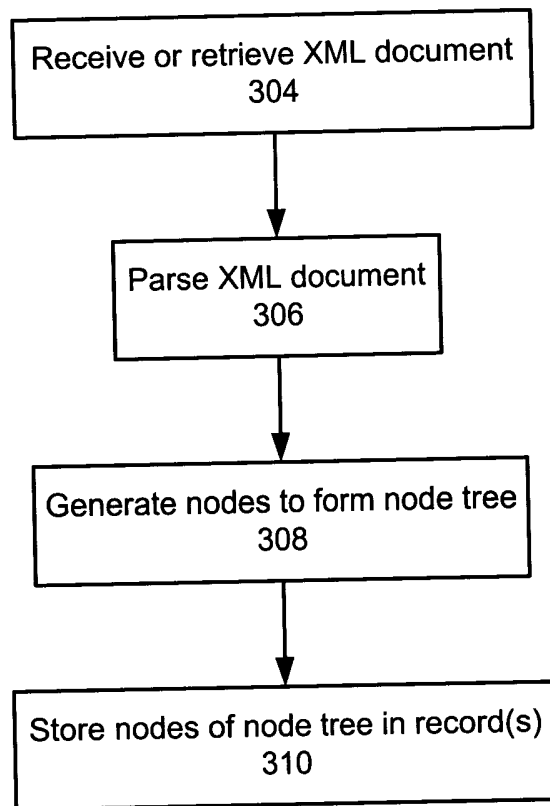 Receive or retrieve XML document
304
Parse XML document
306
Generate nodes to form node tree
308
Store nodes of node tree in record(s)
310